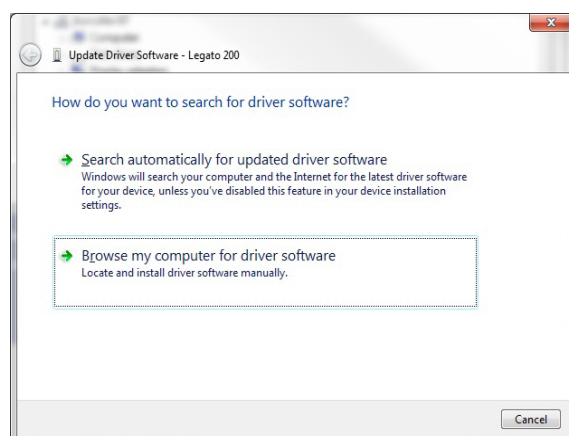 Computer
Update Driver Software - Legato 200
How do you want to search for driver software?
Search automatically for updated driver software
Windows will search your computer and the Internet for the latest driver software
for your device, unless you've disabled this feature in your device installation
settings.
Browse my computer for driver software
Locate and install driver software manually.
Cancel